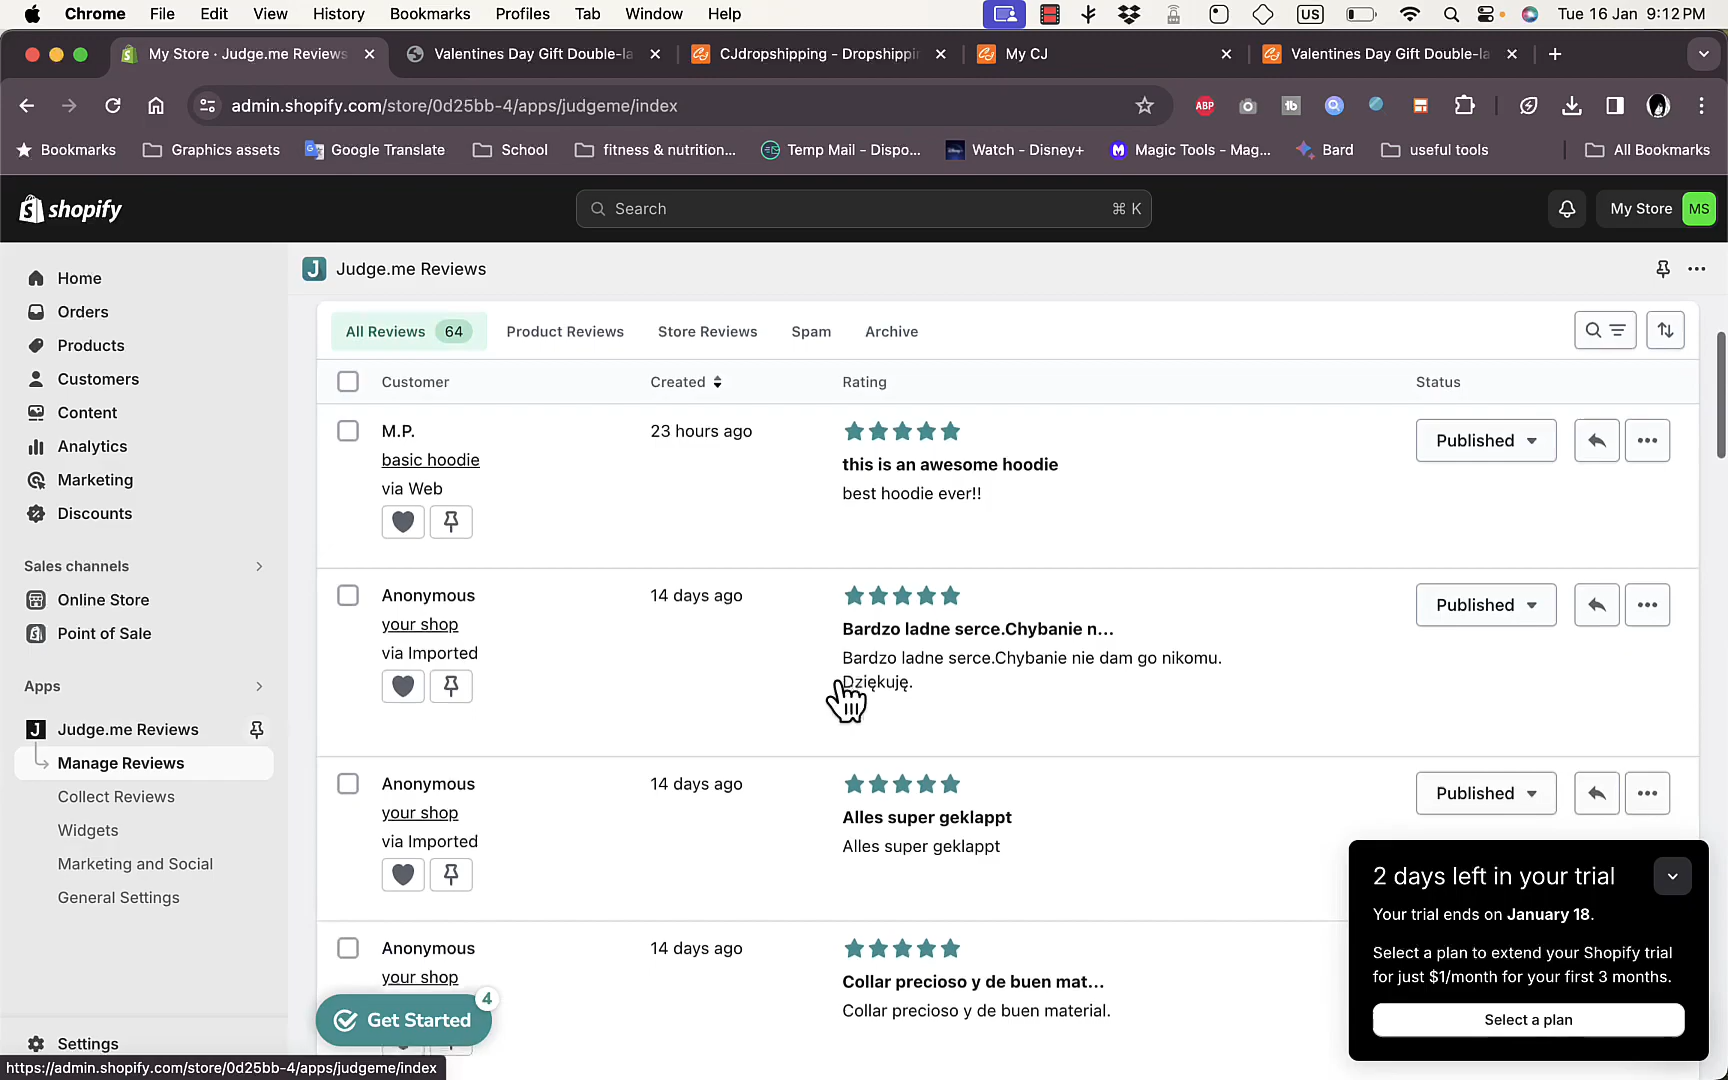 Chrome File Edit View History Bookmarks Profiles Tab Window Help US Tue 16 Jan 9:12 PM
My Store · Judge.me Reviews Valentines Day Gift Double-la CJdropshipping - Dropshippi My CJ Valentines Day Gift Double-la
admin.shopify.com/store/0d25bb-4/apps/judgeme/index ABP tb
Bookmarks Graphics assets Google Translate School fitness & nutrition... Temp Mail - Dispo... Watch - Disney+ Magic Tools - Mag... Bard useful tools All Bookmarks
shopify Search ⌘ K My Store MS
Home
Orders
Products
Customers
Content
Analytics
Marketing
Discounts
Sales channels
Online Store
Point of Sale
Apps
J Judge.me Reviews
Manage Reviews
Collect Reviews
Widgets
Marketing and Social
General Settings
Settings
https://admin.shopify.com/store/0d25bb-4/apps/judgeme/index
J Judge.me Reviews
All Reviews 64 Product Reviews Store Reviews Spam Archive
Customer Created Rating Status
M.P. 23 hours ago Published
basic hoodie
this is an awesome hoodie
via Web
best hoodie ever!!
Anonymous 14 days ago Published
your shop
Bardzo ladne serce.Chybanie n...
via Imported
Bardzo ladne serce.Chybanie nie dam go nikomu.
Dziękuję.
Anonymous 14 days ago Published
your shop
Alles super geklappt
via Imported
Alles super geklappt
Anonymous 14 days ago
your shop
Collar precioso y de buen mat...
Collar precioso y de buen material.
Get Started 4
2 days left in your trial
Your trial ends on January 18.
Select a plan to extend your Shopify trial
for just $1/month for your first 3 months.
Select a plan